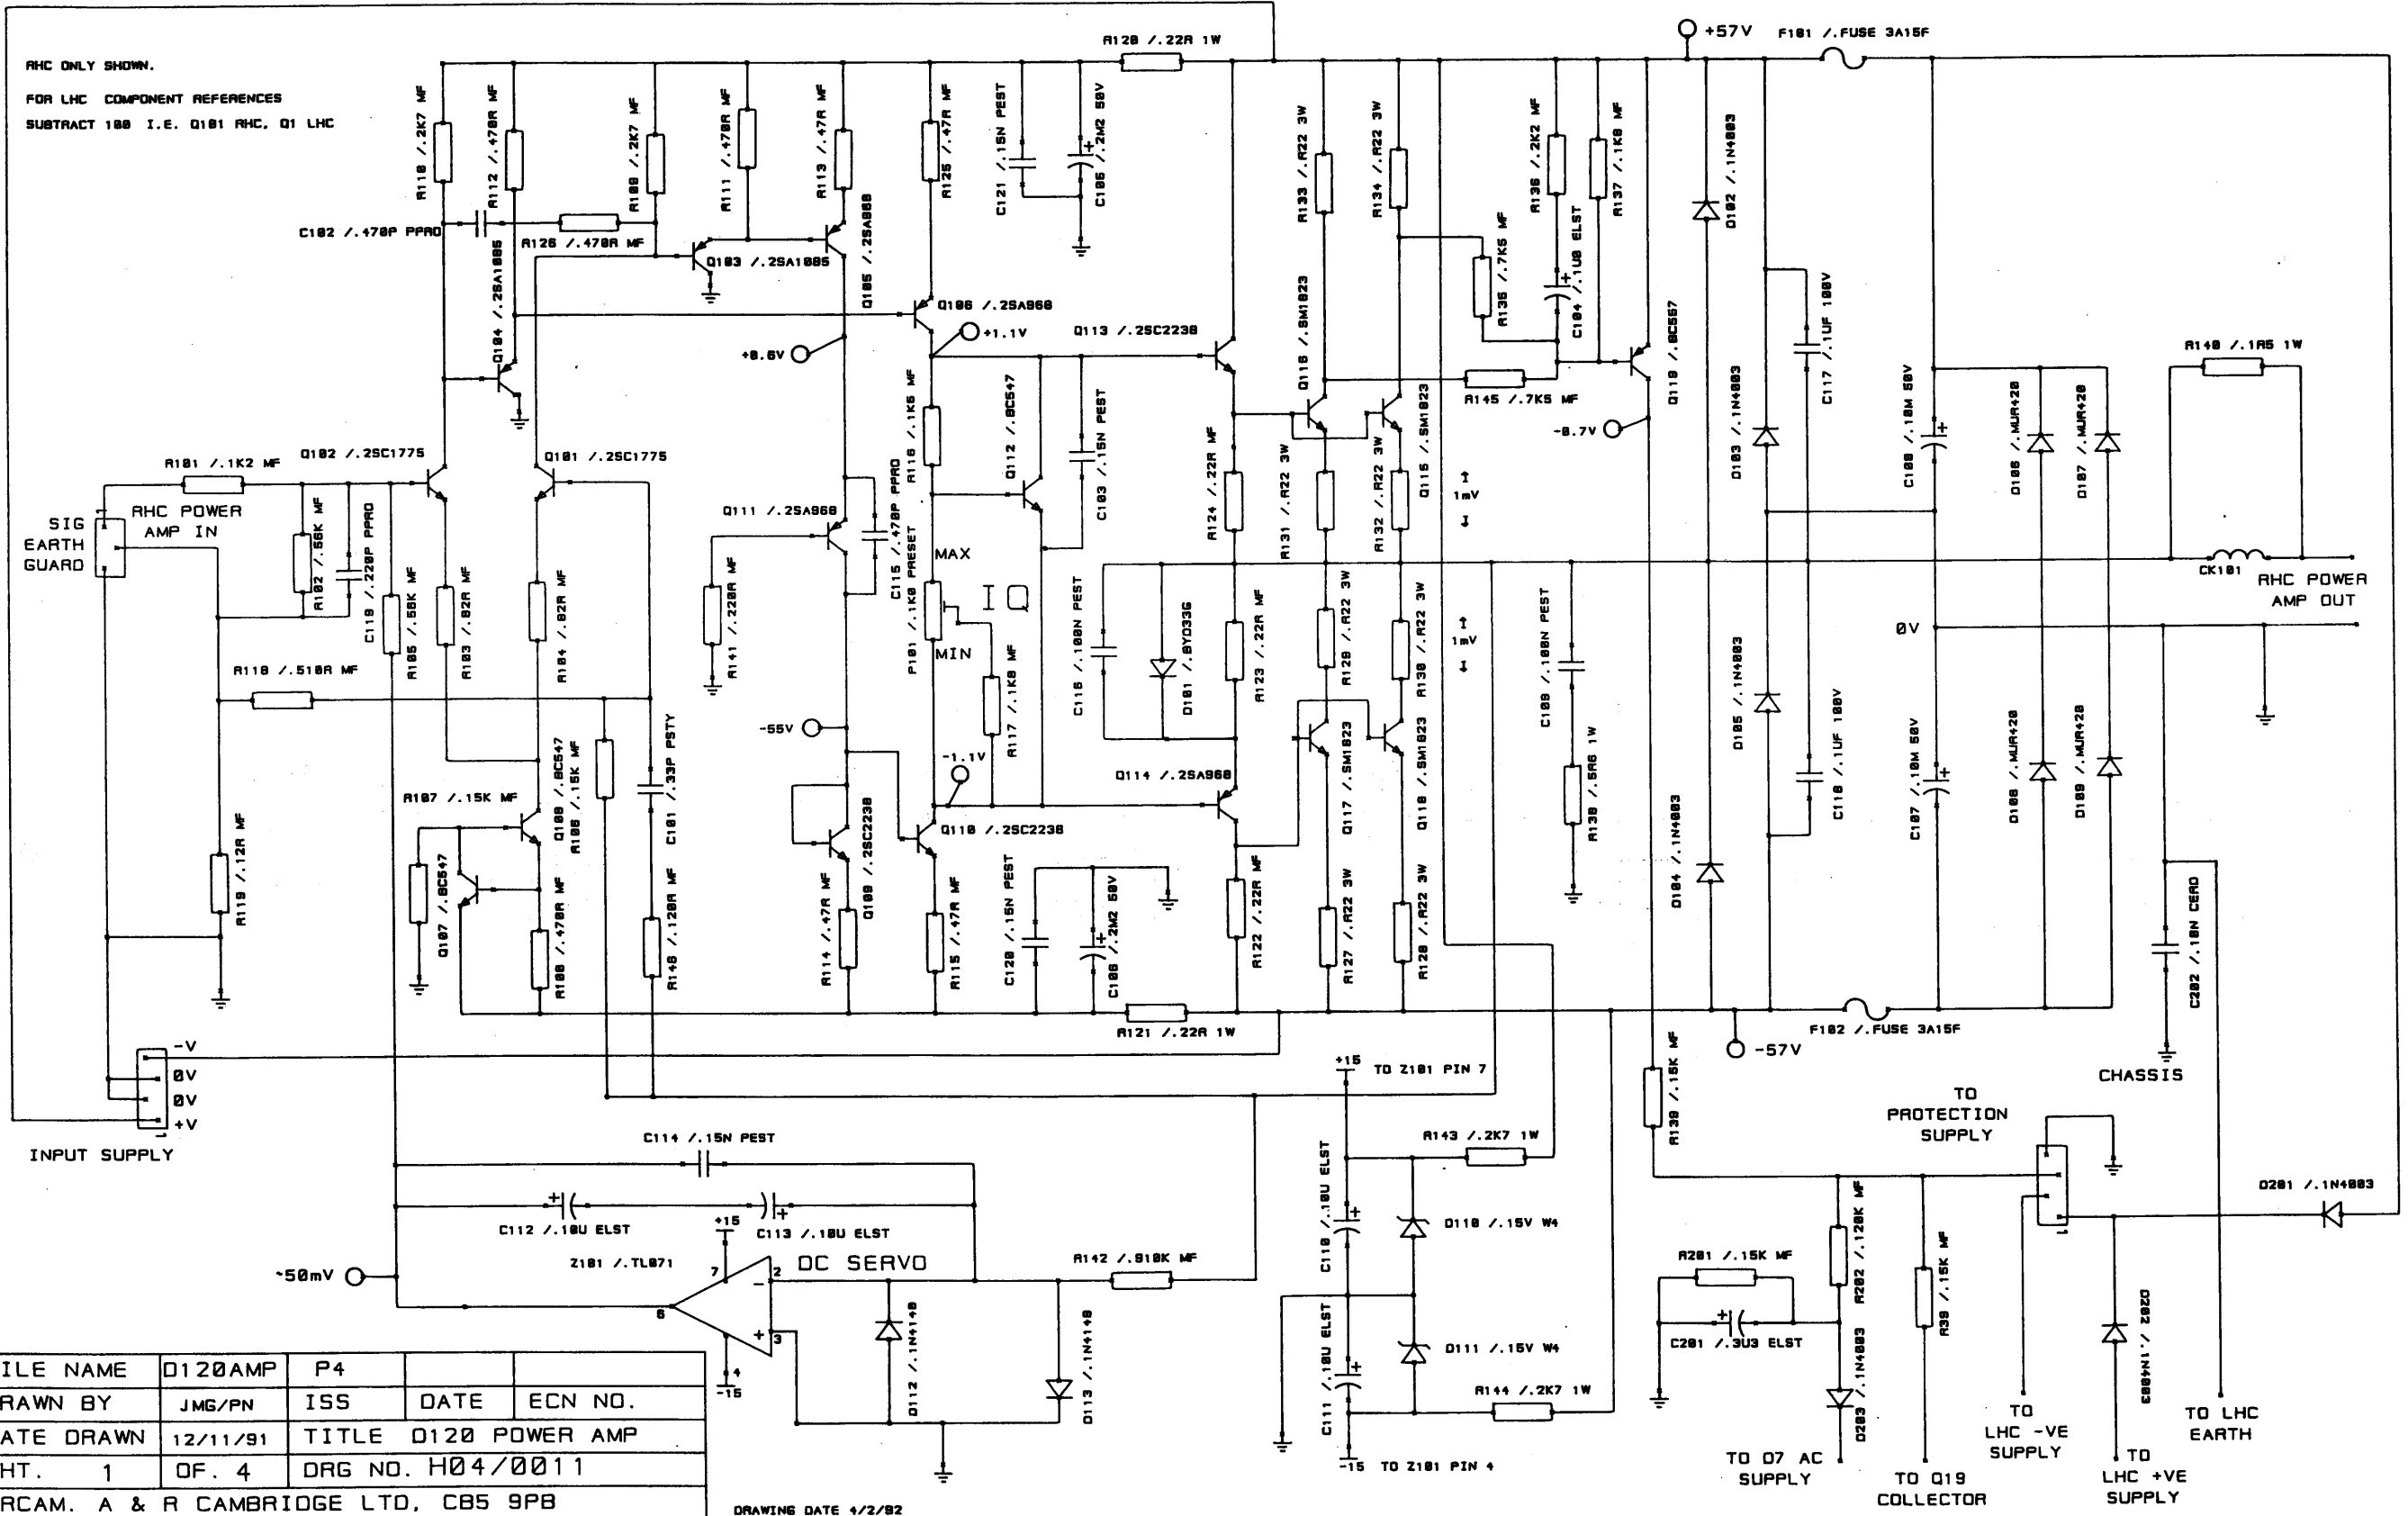 RHC ONLY SHOWN.
FOR LHC COMPONENT REFERENCES
SUBTRACT 100 I.E. Q101 RHC, Q1 LHC
R120 /.22R 1W
+57V
F101 /.FUSE 3A15F
R110 /.2K7 MF
R112 /.470R MF
R109 /.2K7 MF
R111 /.470R MF
R113 /.47R MF
R125 /.47R MF
C121 /.15N PEST
C105 /.2M2 50V
R133 /.R22 3W
R134 /.R22 3W
R136 /.2K2 MF
R137 /.1K0 MF
D102 /.1N4003
C102 /.470P PPRO
R126 /.470R MF
Q103 /.2SA1085
Q104 /.2SA1085
Q105 /.2SA968
Q106 /.2SA968
+1.1V
+0.6V
Q113 /.2SC2238
Q116 /.SM1823
R135 /.7K5 MF
C104 /.1U0 ELST
Q119 /.BC557
R145 /.7K5 MF
-0.7V
D103 /.1N4003
C117 /.1UF 100V
C108 /.10M 50V
D106 /.MUR420
D107 /.MUR420
R140 /.1R5 1W
R101 /.1K2 MF
Q102 /.2SC1775
Q101 /.2SC1775
R116 /.1K5 MF
Q112 /.BC547
C103 /.15N PEST
R124 /.22R MF
R131 /.R22 3W
R132 /.R22 3W
Q115 /.SM1823
1mV
SIG
EARTH
GUARD
1
RHC POWER
AMP IN
R102 /.56K MF
C119 /.220P PPRO
R105 /.56K MF
R103 /.82R MF
R104 /.82R MF
Q111 /.2SA968
C115 /.470P PPRO
R141 /.220R MF
P101 /.1K0 PRESET
MAX
IQ
MIN
R117 /.1K0 MF
C116 /.100N PEST
D101 /.BYD33G
R123 /.22R MF
R129 /.R22 3W
R130 /.R22 3W
1mV
C109 /.100N PEST
R138 /.5R6 1W
CK101
RHC POWER
AMP OUT
0V
R118 /.510R MF
-55V
-1.1V
Q114 /.2SA968
Q117 /.SM1823
Q118 /.SM1823
D105 /.1N4003
C118 /.1UF 100V
C107 /.10M 50V
D108 /.MUR420
D109 /.MUR420
R107 /.15K MF
Q108 /.BC547
R106 /.15K MF
C101 /.33P PSTY
R119 /.12R MF
Q107 /.BC547
R108 /.470R MF
R146 /.120R MF
R114 /.47R MF
Q109 /.2SC2238
Q110 /.2SC2238
R115 /.47R MF
C120 /.15N PEST
C106 /.2M2 50V
R122 /.22R MF
R127 /.R22 3W
R128 /.R22 3W
D104 /.1N4003
C202 /.10N CERD
R121 /.22R 1W
F102 /.FUSE 3A15F
-57V
CHASSIS
-V
0V
0V
+V
1
INPUT SUPPLY
+15
TO Z101 PIN 7
R139 /.15K MF
TO
PROTECTION
SUPPLY
C114 /.15N PEST
R143 /.2K7 1W
C112 /.10U ELST
+15
C113 /.10U ELST
C110 /.10U ELST
D110 /.15V W4
R202 /.120K MF
1
D201 /.1N4003
Z101 /.TL071
7
2
DC SERVO
R142 /.910K MF
R201 /.15K MF
R39 /.15K MF
D202 /.1N4003
~50mV
6
3
4
-15
D112 /.1N4148
D113 /.1N4148
C111 /.10U ELST
D111 /.15V W4
C201 /.3U3 ELST
D203 /.1N4003
R144 /.2K7 1W
-15 TO Z101 PIN 4
TO D7 AC
SUPPLY
TO Q19
COLLECTOR
TO
LHC -VE
SUPPLY
TO
LHC +VE
SUPPLY
TO LHC
EARTH
ILE NAME D120AMP P4
RAWN BY JMG/PN ISS DATE ECN NO.
ATE DRAWN 12/11/91 TITLE D120 POWER AMP
HT. 1 OF. 4 DRG NO. H04/0011
RCAM. A & R CAMBRIDGE LTD, CB5 9PB
DRAWING DATE 4/2/92